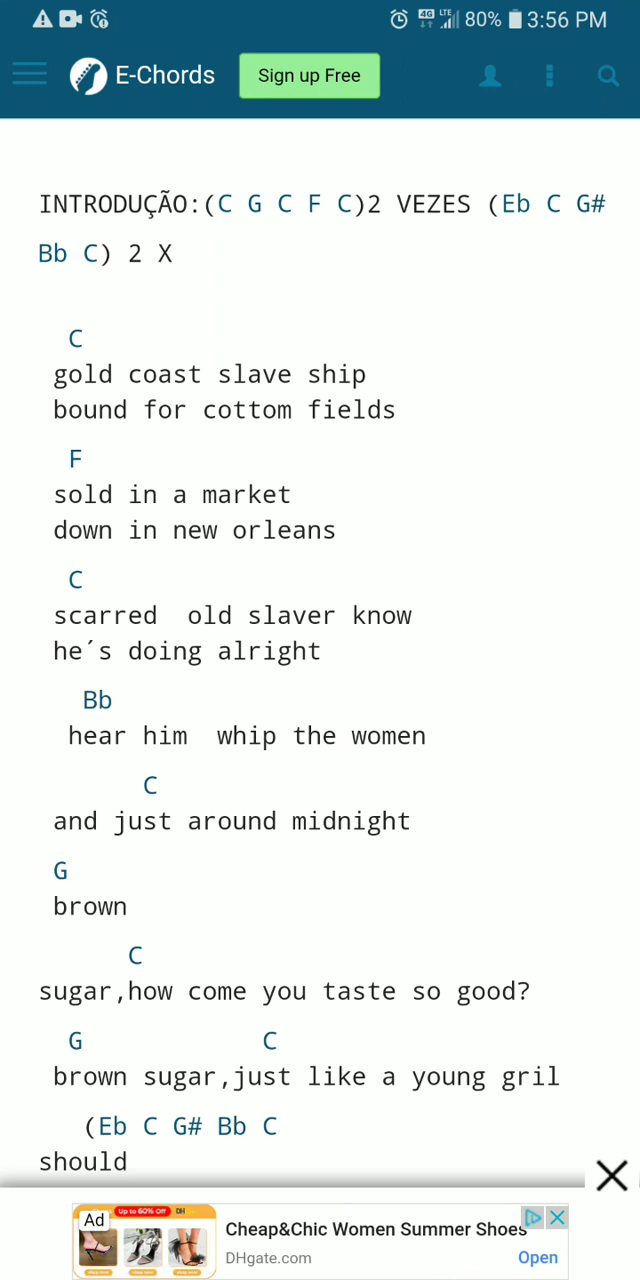 4G LTE 80% 3:56 PM
E-Chords Sign up Free
INTRODUÇÃO:(C G C F C)2 VEZES (Eb C G#
Bb C) 2 X
C
gold coast slave ship
bound for cottom fields
F
sold in a market
down in new orleans
C
scarred  old slaver know
he´s doing alright
Bb
hear him  whip the women
C
and just around midnight
G
brown
C
sugar,how come you taste so good?
G C
brown sugar,just like a young gril
(Eb C G# Bb C
should
Up to 60% Off DH
Ad
Cheap&Chic Women Summer Shoes
DHgate.com Open